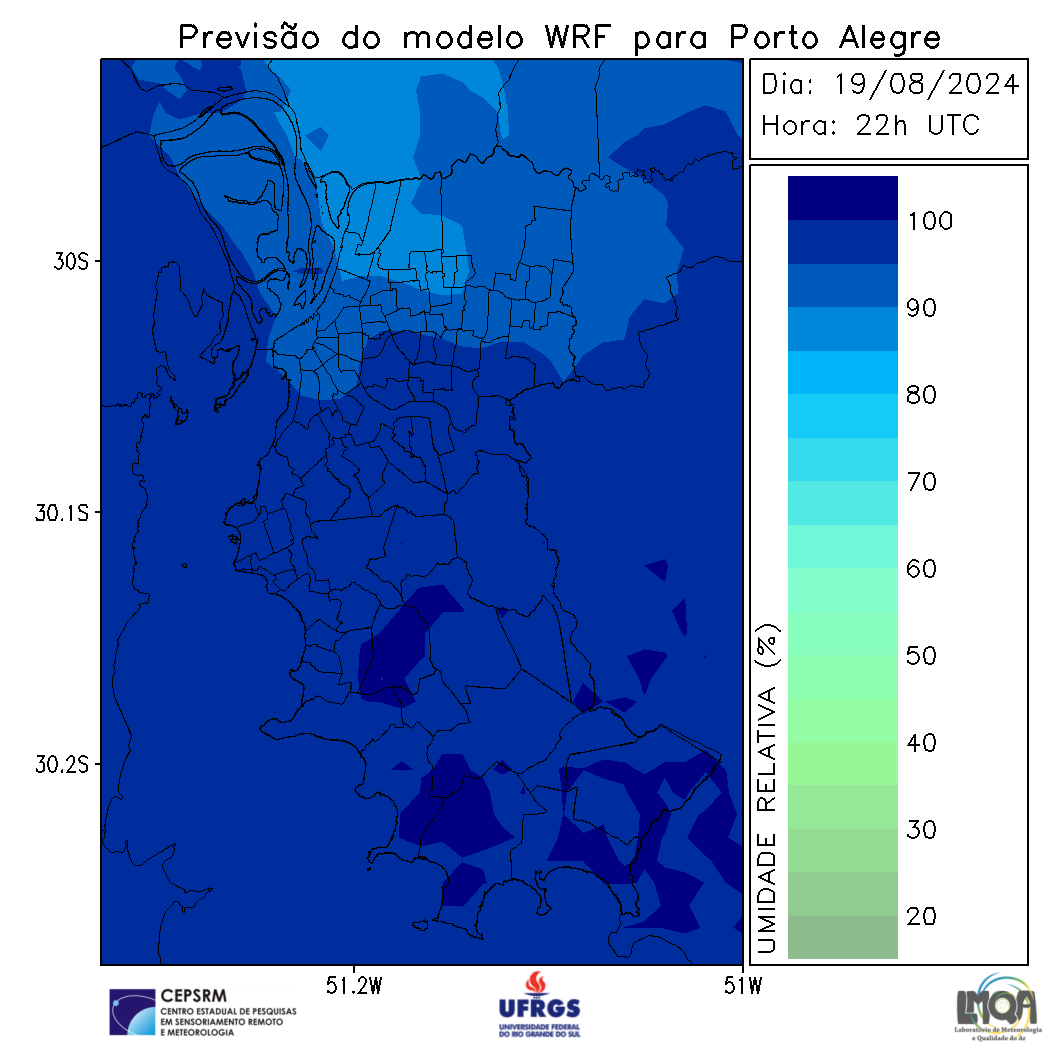 Previsão do modelo WRF para Porto Alegre
Dia: 19/08/2024
Hora: 22h UTC
30S
30.1S
30.2S
51.2W
51W
UMIDADE RELATIVA (%)
100
90
80
70
60
50
40
30
20
CEPSRM
CENTRO ESTADUAL DE PESQUISAS
EM SENSORIAMENTO REMOTO
E METEOROLOGIA
UFRGS
UNIVERSIDADE FEDERAL
DO RIO GRANDE DO SUL
LMQA
Laboratório de Meteorologia
e Qualidade do Ar